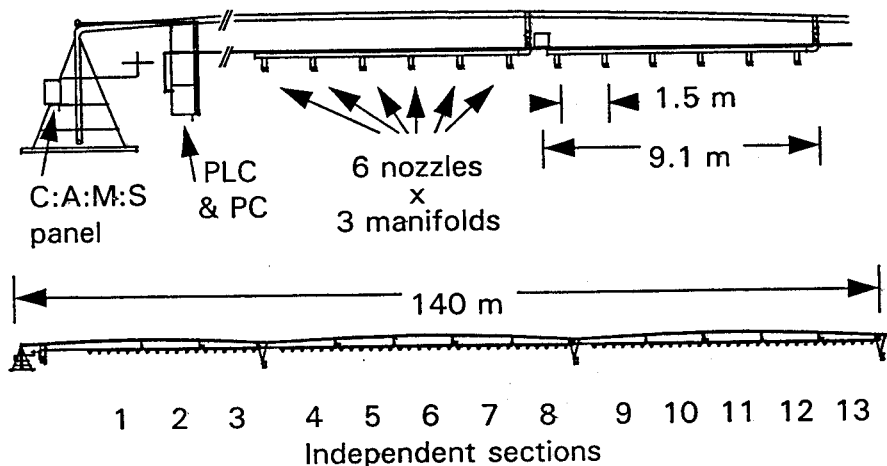 1.5 m
9.1 m
6 nozzles
x
3 manifolds
PLC
& PC
C:A:M:S
panel
140 m
1 2 3 4 5 6 7 8 9 10 11 12 13
Independent sections